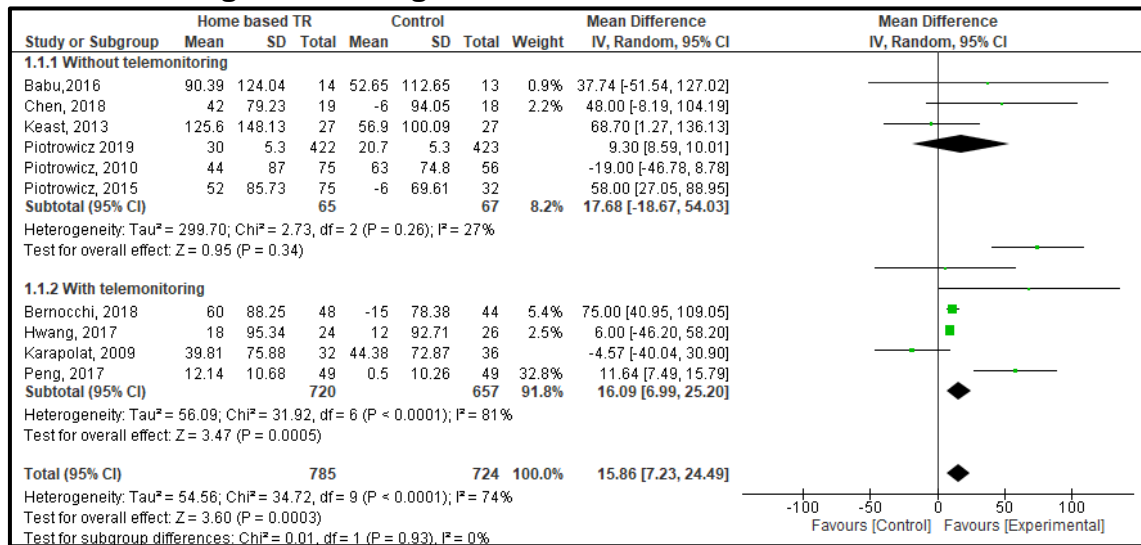 Home based TR Control Mean Difference Mean Difference
Study or Subgroup Mean SD Total Mean SD Total Weight IV, Random, 95% CI IV, Random, 95% CI
1.1.1 Without telemonitoring
Babu,2016 90.39 124.04 14 52.65 112.65 13 0.9% 37.74 [-51.54, 127.02]
Chen, 2018 42 79.23 19 -6 94.05 18 2.2% 48.00 [-8.19, 104.19]
Keast, 2013 125.6 148.13 27 56.9 100.09 27 68.70 [1.27, 136.13]
Piotrowicz 2019 30 5.3 422 20.7 5.3 423 9.30 [8.59, 10.01]
Piotrowicz, 2010 44 87 75 63 74.8 56 -19.00 [-46.78, 8.78]
Piotrowicz, 2015 52 85.73 75 -6 69.61 32 58.00 [27.05, 88.95]
Subtotal (95% CI) 65 67 8.2% 17.68 [-18.67, 54.03]
Heterogeneity: Tau² = 299.70; Chi² = 2.73, df = 2 (P = 0.26); I² = 27%
Test for overall effect: Z = 0.95 (P = 0.34)
1.1.2 With telemonitoring
Bernocchi, 2018 60 88.25 48 -15 78.38 44 5.4% 75.00 [40.95, 109.05]
Hwang, 2017 18 95.34 24 12 92.71 26 2.5% 6.00 [-46.20, 58.20]
Karapolat, 2009 39.81 75.88 32 44.38 72.87 36 -4.57 [-40.04, 30.90]
Peng, 2017 12.14 10.68 49 0.5 10.26 49 32.8% 11.64 [7.49, 15.79]
Subtotal (95% CI) 720 657 91.8% 16.09 [6.99, 25.20]
Heterogeneity: Tau² = 56.09; Chi² = 31.92, df = 6 (P < 0.0001); I² = 81%
Test for overall effect: Z = 3.47 (P = 0.0005)
Total (95% CI) 785 724 100.0% 15.86 [7.23, 24.49]
Heterogeneity: Tau² = 54.56; Chi² = 34.72, df = 9 (P < 0.0001); I² = 74%
Test for overall effect: Z = 3.60 (P = 0.0003)
Test for subgroup differences: Chi² = 0.01, df = 1 (P = 0.93), I² = 0%
-100 -50 0 50 100
Favours [Control] Favours [Experimental]